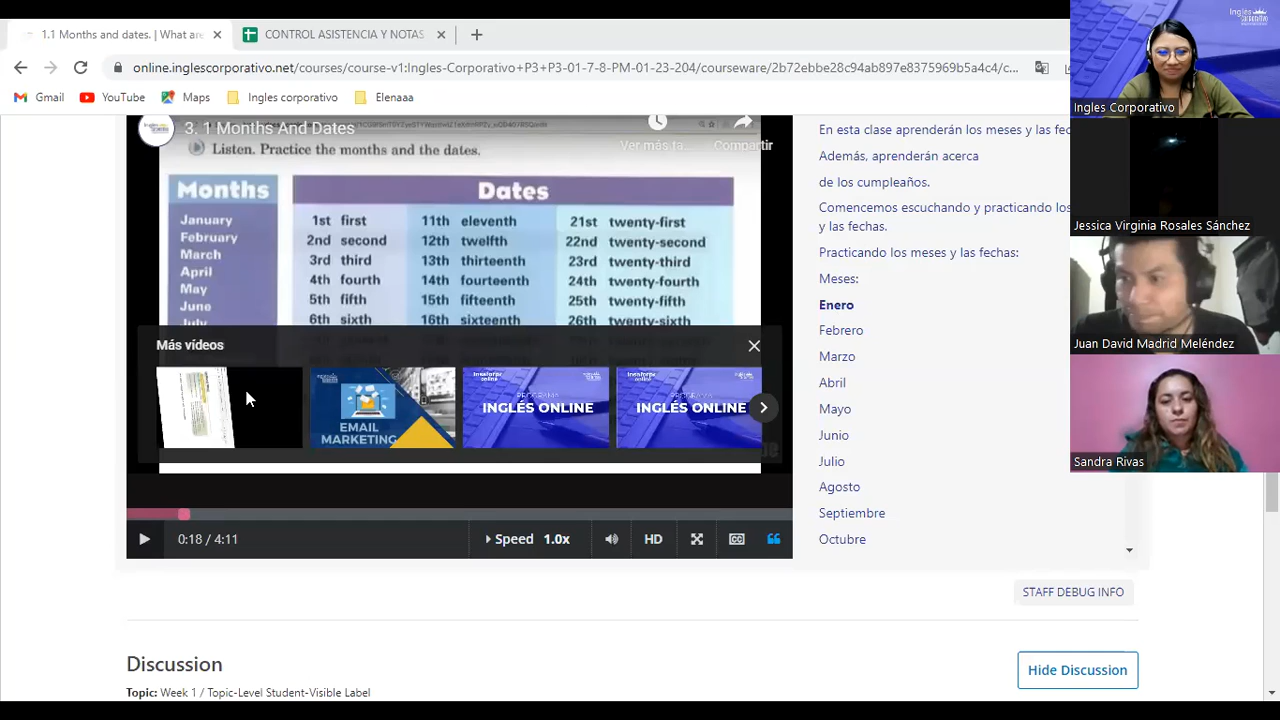 1.1 Months and dates. | What are
CONTROL ASISTENCIA Y NOTAS
online.inglescorporativo.net/courses/course-v1:Ingles-Corporativo+P3+P3-01-7-8-PM-01-23-204/courseware/2b72ebbe28c94ab897e8375969b5a4c4/c...
Gmail
YouTube
Maps
Ingles corporativo
Elenaaa
3. 1 Months And Dates
Ver más ta...
Compartir
Listen. Practice the months and the dates.
Months
Dates
January
February
March
April
May
June
July
1st first
2nd second
3rd third
4th fourth
5th fifth
6th sixth
11th eleventh
12th twelfth
13th thirteenth
14th fourteenth
15th fifteenth
16th sixteenth
21st twenty-first
22nd twenty-second
23rd twenty-third
24th twenty-fourth
25th twenty-fifth
26th twenty-sixth
Más vídeos
EMAIL
MARKETING
PROGRAMA
INGLÉS ONLINE
PROGRAMA
INGLÉS ONLINE
0:18 / 4:11
Speed 1.0x
HD
CC
En esta clase aprenderán los meses y las fec
Además, aprenderán acerca
de los cumpleaños.
Comencemos escuchando y practicando los
y las fechas.
Practicando los meses y las fechas:
Meses:
Enero
Febrero
Marzo
Abril
Mayo
Junio
Julio
Agosto
Septiembre
Octubre
STAFF DEBUG INFO
Discussion
Hide Discussion
Topic: Week 1 / Topic-Level Student-Visible Label
Ingles Corporativo
Jessica Virginia Rosales Sánchez
Juan David Madrid Meléndez
Sandra Rivas